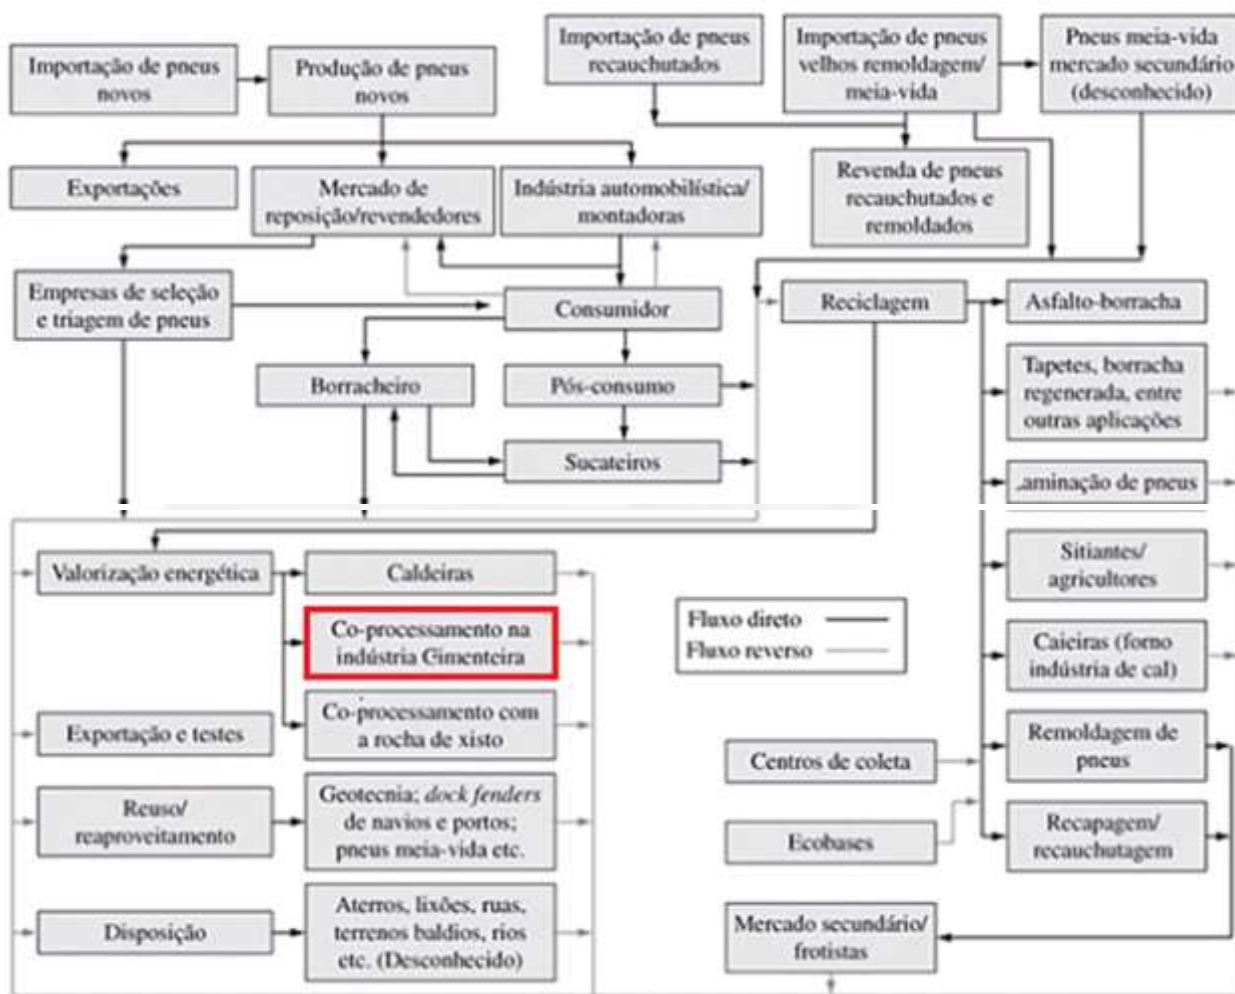 Importação de pneus
novos
Produção de pneus
novos
Importação de pneus
recauchutados
Importação de pneus
velhos remoldagem/
meia-vida
Pneus meia-vida
mercado secundário
(desconhecido)
Exportações
Mercado de
reposição/revendedores
Indústria automobilística/
montadoras
Revenda de pneus
recauchutados e
remoldados
Empresas de seleção
e triagem de pneus
Consumidor
Reciclagem
Asfalto-borracha
Borracheiro
Pós-consumo
Tapetes, borracha
regenerada, entre
outras aplicações
Sucateiros
.aminação de pneus
Valorização energética
Caldeiras
Sitiantes/
agricultores
Co-processamento na
indústria Cimenteira
Fluxo direto
Fluxo reverso
Caieiras (forno
indústria de cal)
Exportação e testes
Co-processamento com
a rocha de xisto
Centros de coleta
Remoldagem de
pneus
Reuso/
reaproveitamento
Geotecnia; dock fenders
de navios e portos;
pneus meia-vida etc.
Ecobases
Recapagem/
recauchutagem
Disposição
Aterros, lixões, ruas,
terrenos baldios, rios
etc. (Desconhecido)
Mercado secundário/
frotistas